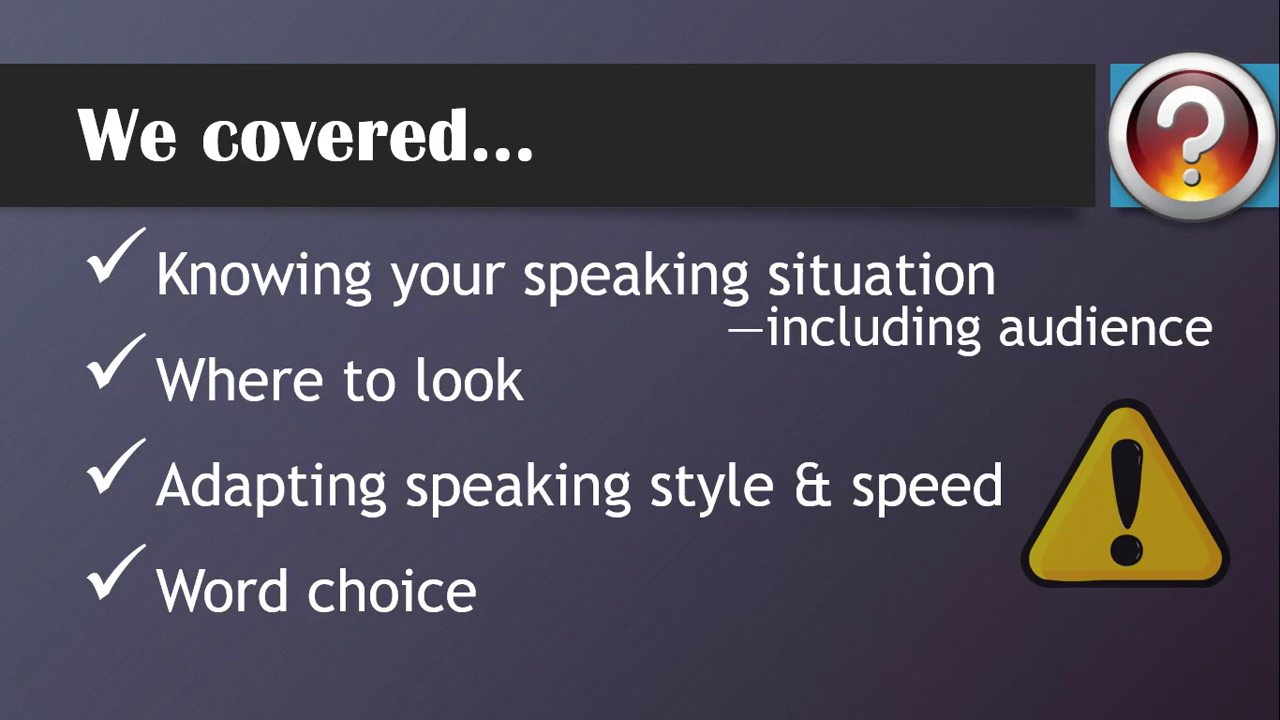 We covered...
Knowing your speaking situation
—including audience
Where to look
Adapting speaking style & speed
Word choice